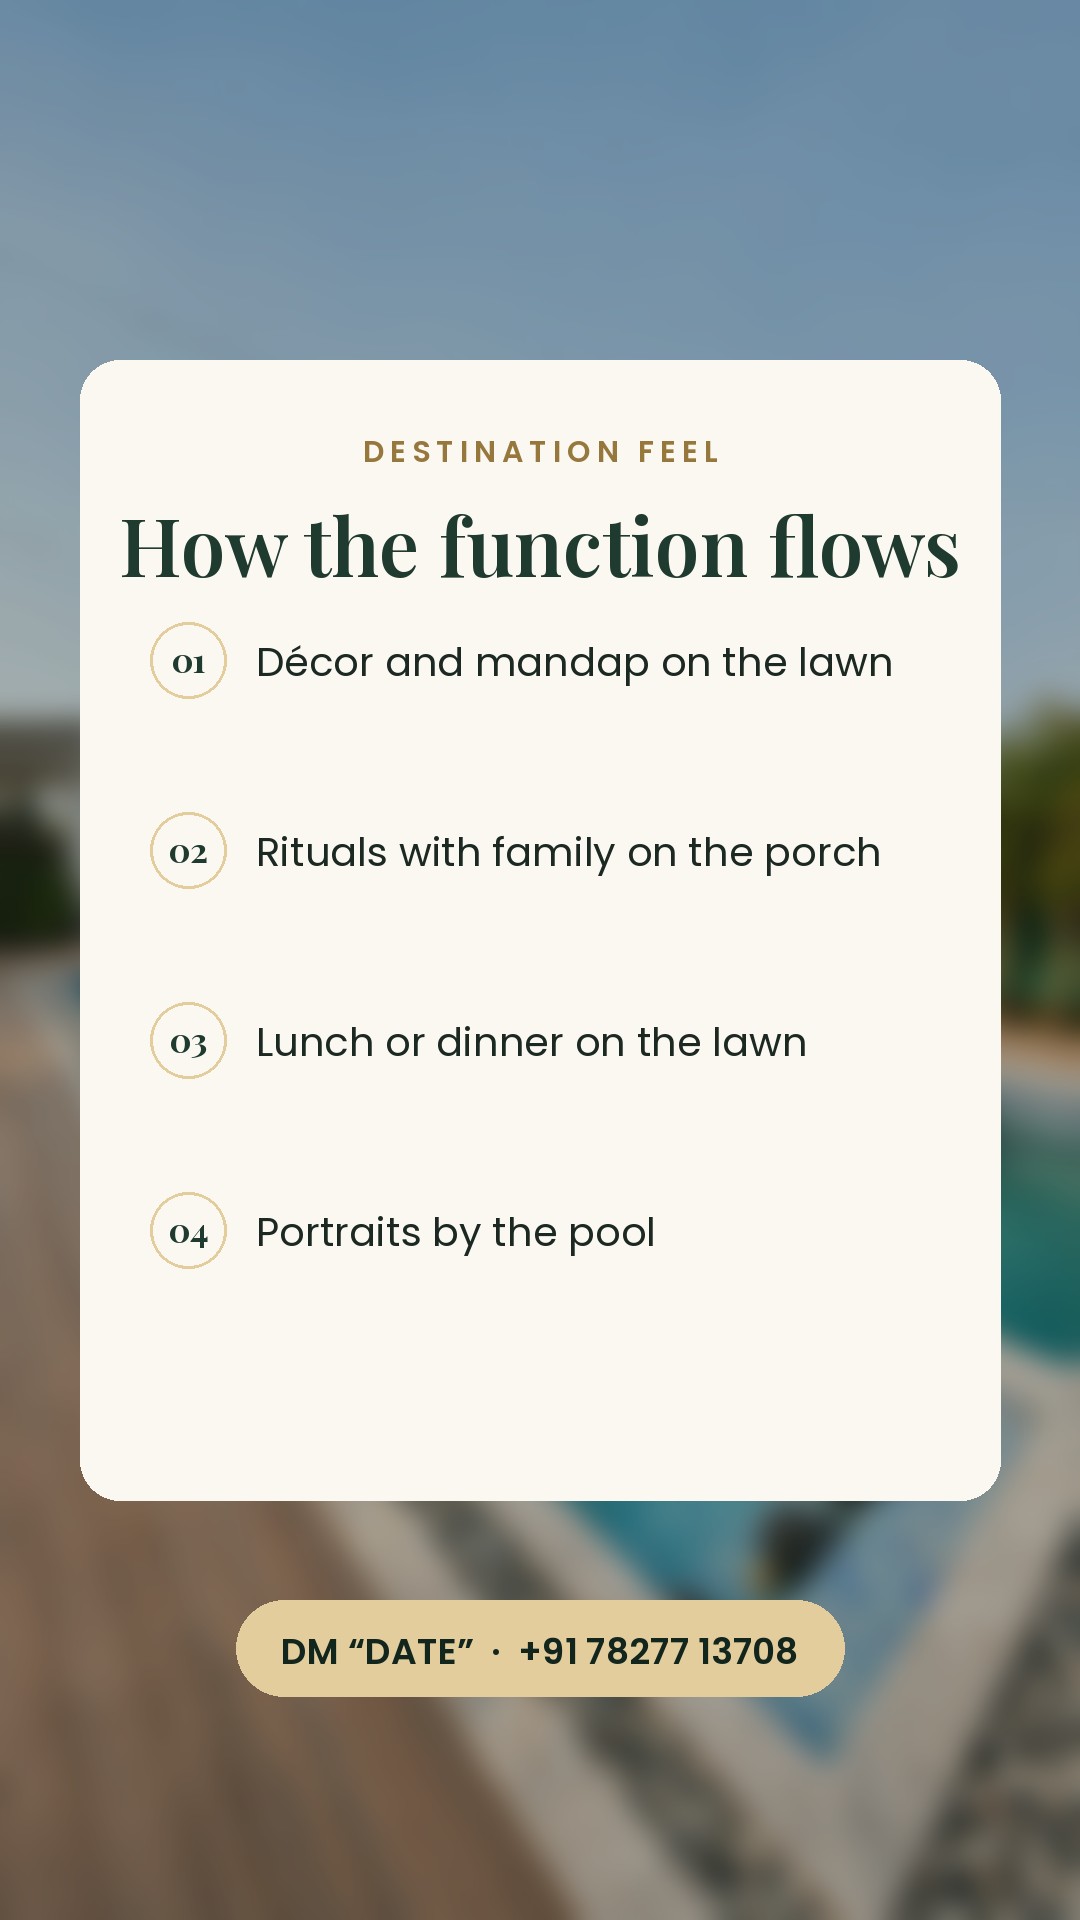 DESTINATION FEEL
How the function flows
01 Décor and mandap on the lawn
02 Rituals with family on the porch
03 Lunch or dinner on the lawn
04 Portraits by the pool
DM “DATE” · +91 78277 13708